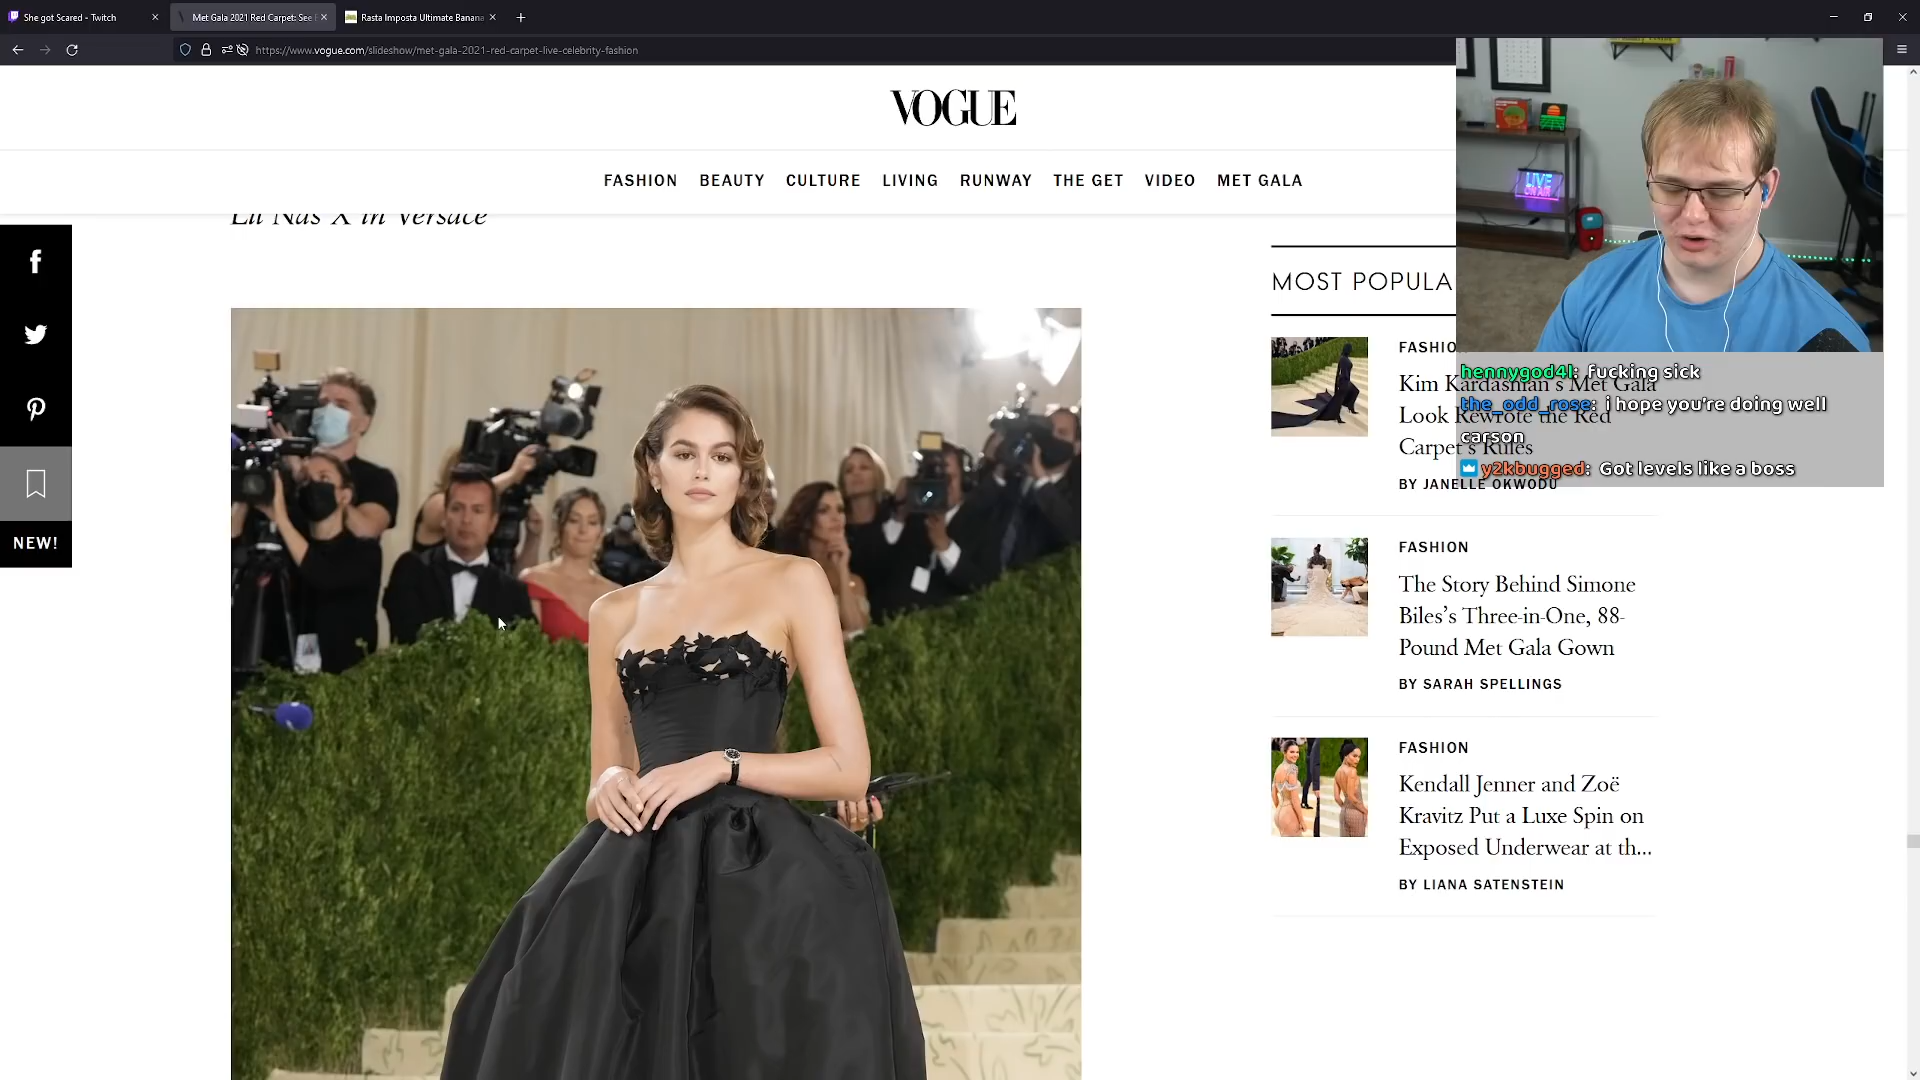 She got Scared - Twitch
Met Gala 2021 Red Carpet: See
Rasta Imposta Ultimate Banana
https://www.vogue.com/slideshow/met-gala-2021-red-carpet-live-celebrity-fashion
VOGUE
FASHION BEAUTY CULTURE LIVING RUNWAY THE GET VIDEO MET GALA
Lil Nas X in Versace
NEW!
MOST POPULA
FASHIO
Kim Kardashian's Met Gala
Look Rewrote the Red
Carpet's Rules
BY JANELLE OKWODU
FASHION
The Story Behind Simone
Biles's Three-in-One, 88-
Pound Met Gala Gown
BY SARAH SPELLINGS
FASHION
Kendall Jenner and Zoë
Kravitz Put a Luxe Spin on
Exposed Underwear at th...
BY LIANA SATENSTEIN
LIVE
ON AIR
hennygod4l: fucking sick
the_odd_rose: i hope you're doing well
carson
y2kbugged: Got levels like a boss